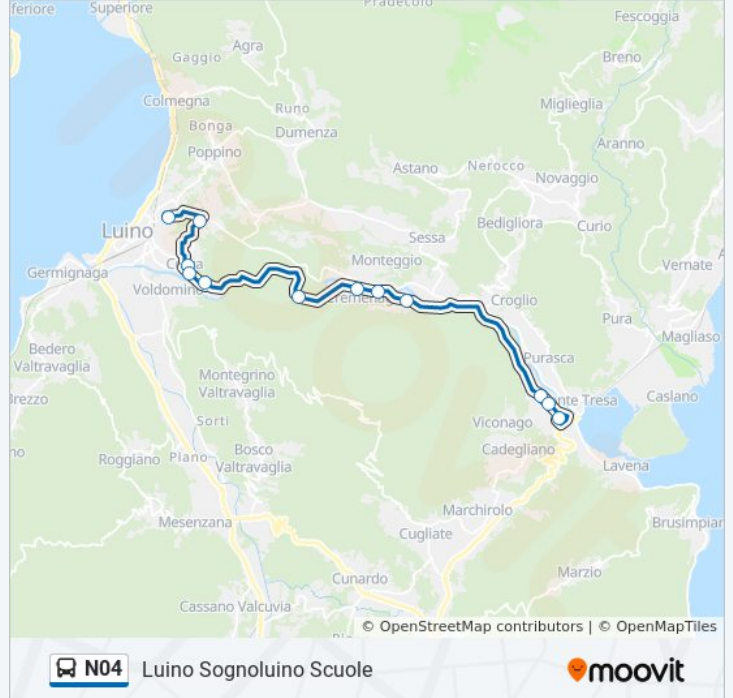 Pradecolo
feriore
Superiore
Fescoggia
Agra
Gaggio
Breno
Colmegna
Runo
Miglieglia
Bonga
Dumenza
Poppino
Aranno
Astano
Nerocco
Novaggio
Luino
Bedigliora
Curio
Sessa
Monteggio
Vernate
Germignaga
Voldomino
Croglio
Pura
Magliaso
Bedero
Valtravaglia
Purasca
Montegrino
Valtravaglia
Caslano
Brezzo
nte Tresa
Sorti
Viconago
Bosco
Valtravaglia
Cadegliano
Roggiano
Piano
Lavena
Marchirolo
Mesenzana
Brusimpian
Cugliate
Marzio
Cunardo
Cassano Valcuvia
© OpenStreetMap contributors | © OpenMapTiles
N04 Luino Sognoluino Scuole
moovit